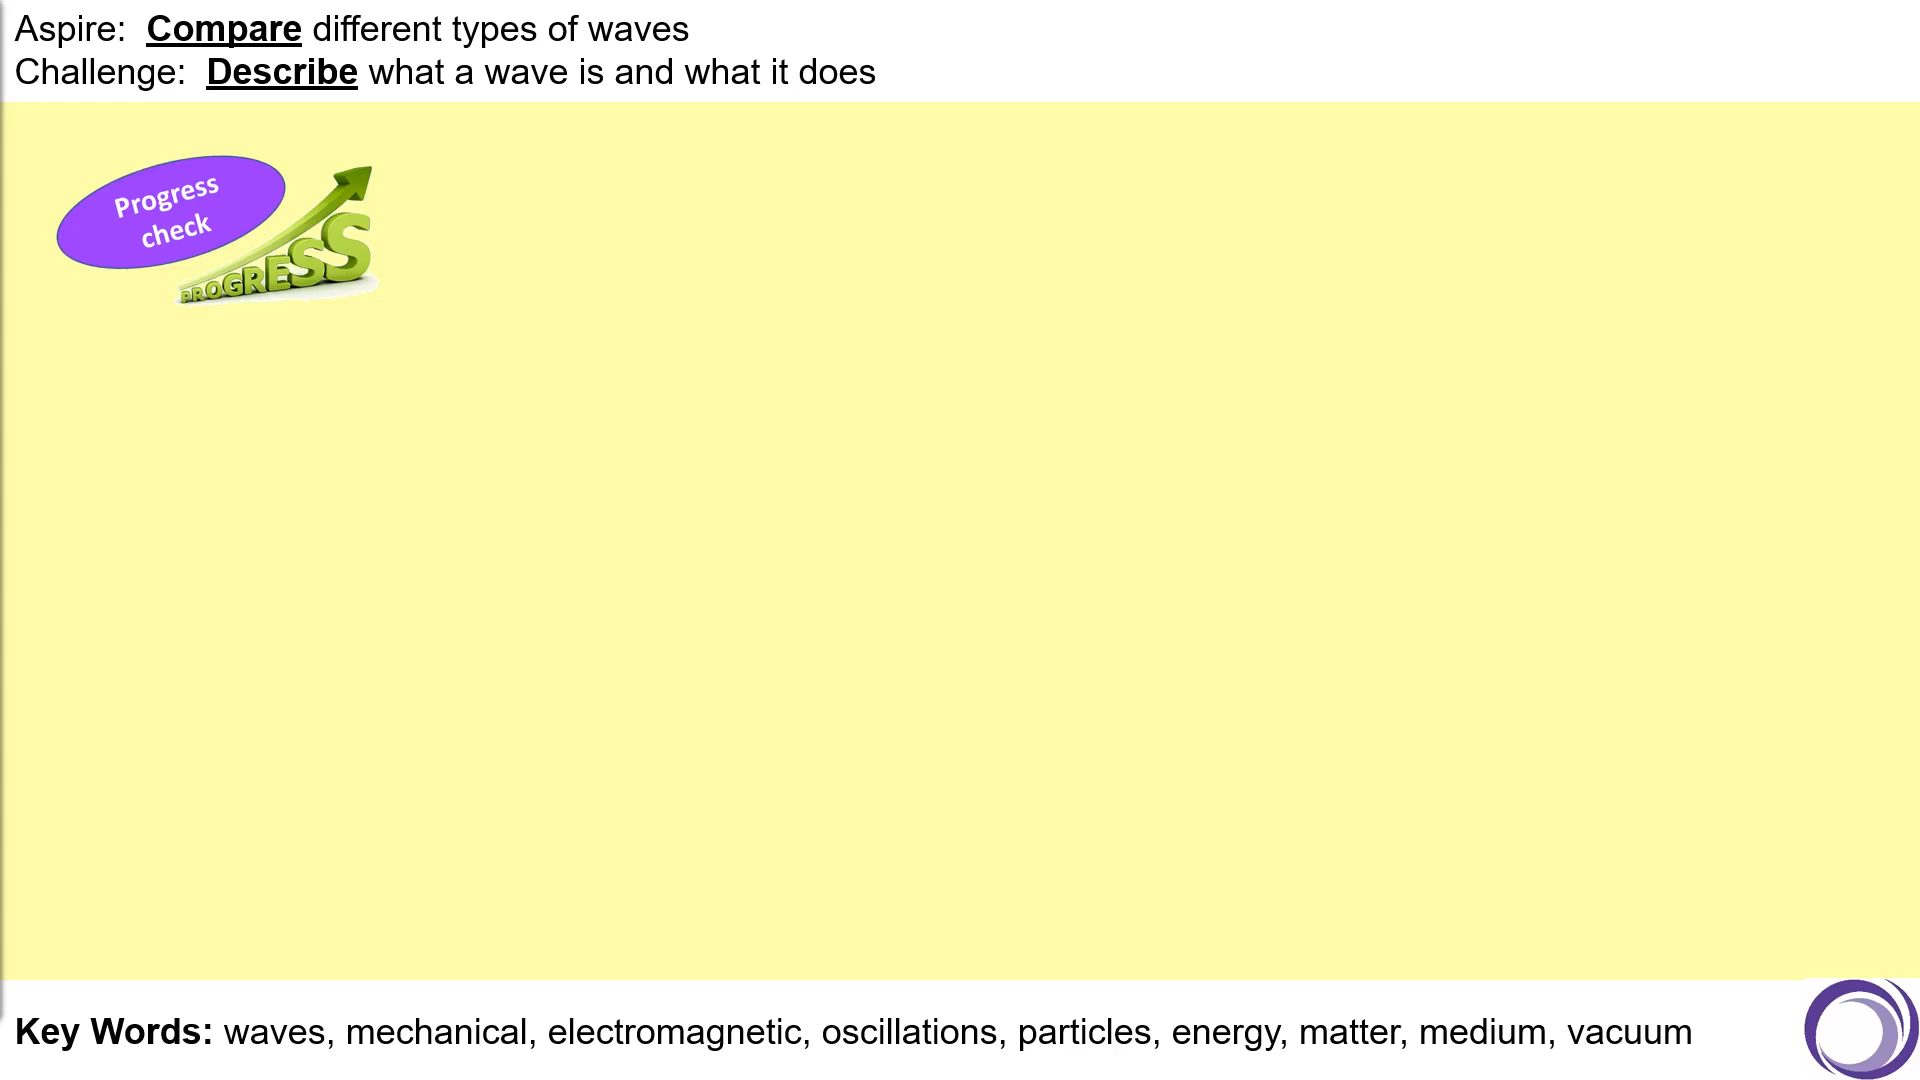 Aspire: Compare different types of waves
Challenge: Describe what a wave is and what it does
Progress
check
PROGRESS
Key Words: waves, mechanical, electromagnetic, oscillations, particles, energy, matter, medium, vacuum